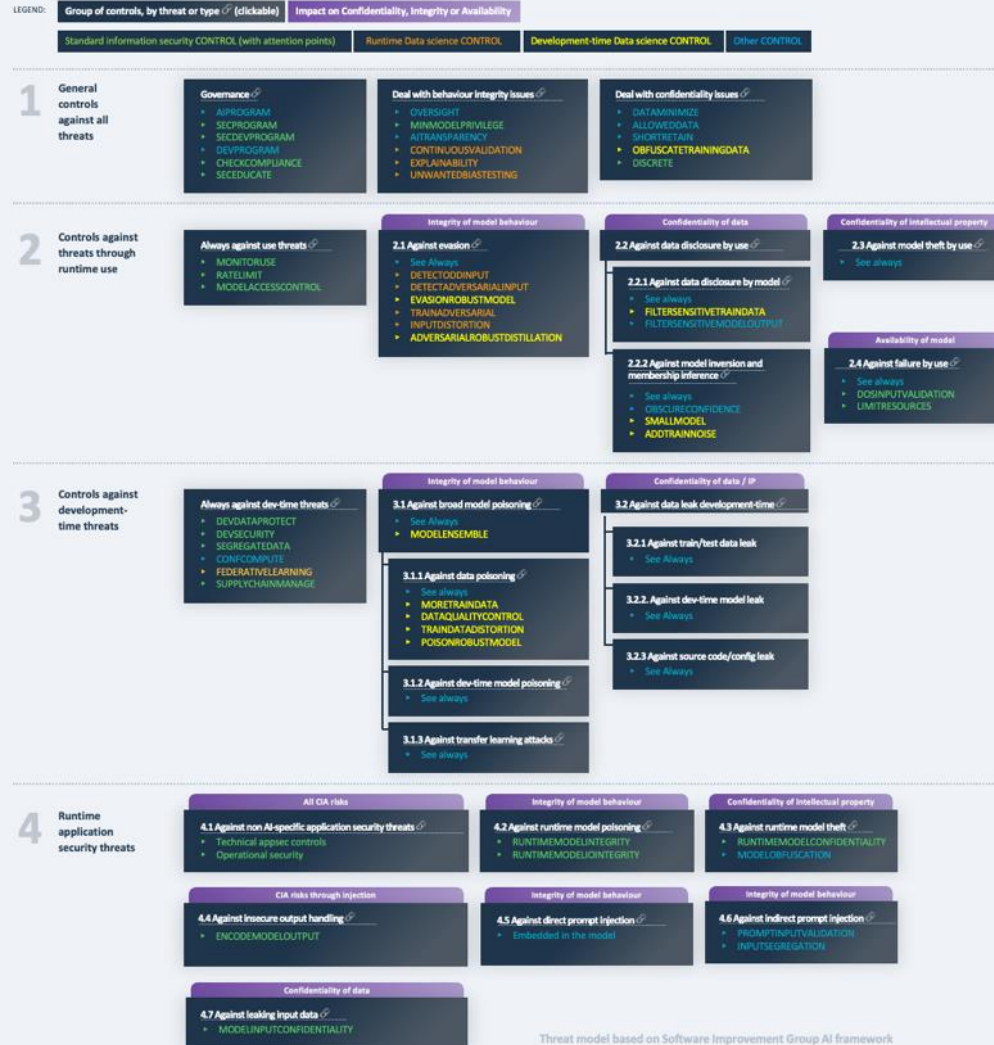 LEGEND:
Group of controls, by threat or type (clickable)
Impact on Confidentiality, Integrity or Availability
Standard information security CONTROL (with attention points)
Runtime Data science CONTROL
Development-time Data science CONTROL
Other CONTROL
1
General
controls
against all
threats
Governance
AIPROGRAM
SECPROGRAM
SECDEVPROGRAM
DEVPROGRAM
CHECKCOMPLIANCE
SECEDUCATE
Deal with behaviour integrity issues
OVERSIGHT
MINMODELPRIVILEGE
AITRANSPARENCY
CONTINUOUSVALIDATION
EXPLAINABILITY
UNWANTEDBIASTESTING
Deal with confidentiality issues
DATAMINIMIZE
ALLOWEDDATA
SHORTRETAIN
OBFUSCATETRAININGDATA
DISCRETE
2
Controls against
threats through
runtime use
Always against use threats
MONITORUSE
RATELIMIT
MODELACCESSCONTROL
Integrity of model behaviour
2.1 Against evasion
See Always
DETECTODDINPUT
DETECTADVERSARIALINPUT
EVASIONROBUSTMODEL
TRAINADVERSARIAL
INPUTDISTORTION
ADVERSARIALROBUSTDISTILLATION
Confidentiality of data
2.2 Against data disclosure by use
2.2.1 Against data disclosure by model
See always
FILTERSENSITIVETRAINDATA
FILTERSENSITIVEMODELOUTPUT
2.2.2 Against model inversion and
membership inference
See always
OBSCURECONFIDENCE
SMALLMODEL
ADDTRAINNOISE
Confidentiality of intellectual property
2.3 Against model theft by use
See always
Availability of model
2.4 Against failure by use
See always
DOSINPUTVALIDATION
LIMITRESOURCES
3
Controls against
development-
time threats
Always against dev-time threats
DEVDATAPROTECT
DEVSECURITY
SEGREGATEDATA
CONFCOMPUTE
FEDERATIVELEARNING
SUPPLYCHAINMANAGE
Integrity of model behaviour
3.1 Against broad model poisoning
See Always
MODELENSEMBLE
3.1.1 Against data poisoning
See always
MORETRAINDATA
DATAQUALITYCONTROL
TRAINDATADISTORTION
POISONROBUSTMODEL
3.1.2 Against dev-time model poisoning
See always
3.1.3 Against transfer learning attacks
See always
Confidentiality of data / IP
3.2 Against data leak development-time
3.2.1 Against train/test data leak
See Always
3.2.2. Against dev-time model leak
See Always
3.2.3 Against source code/config leak
See Always
4
Runtime
application
security threats
All CIA risks
4.1 Against non AI-specific application security threats
Technical appsec controls
Operational security
Integrity of model behaviour
4.2 Against runtime model poisoning
RUNTIMEMODELINTEGRITY
RUNTIMEMODELIOINTEGRITY
Confidentiality of intellectual property
4.3 Against runtime model theft
RUNTIMEMODELCONFIDENTIALITY
MODELOBFUSCATION
CIA risks through injection
4.4 Against insecure output handling
ENCODEMODELOUTPUT
Integrity of model behaviour
4.5 Against direct prompt injection
Embedded in the model
Integrity of model behaviour
4.6 Against indirect prompt injection
PROMPTINPUTVALIDATION
INPUTSEGREGATION
Confidentiality of data
4.7 Against leaking input data
MODELINPUTCONFIDENTIALITY
Threat model based on Software Improvement Group AI framework